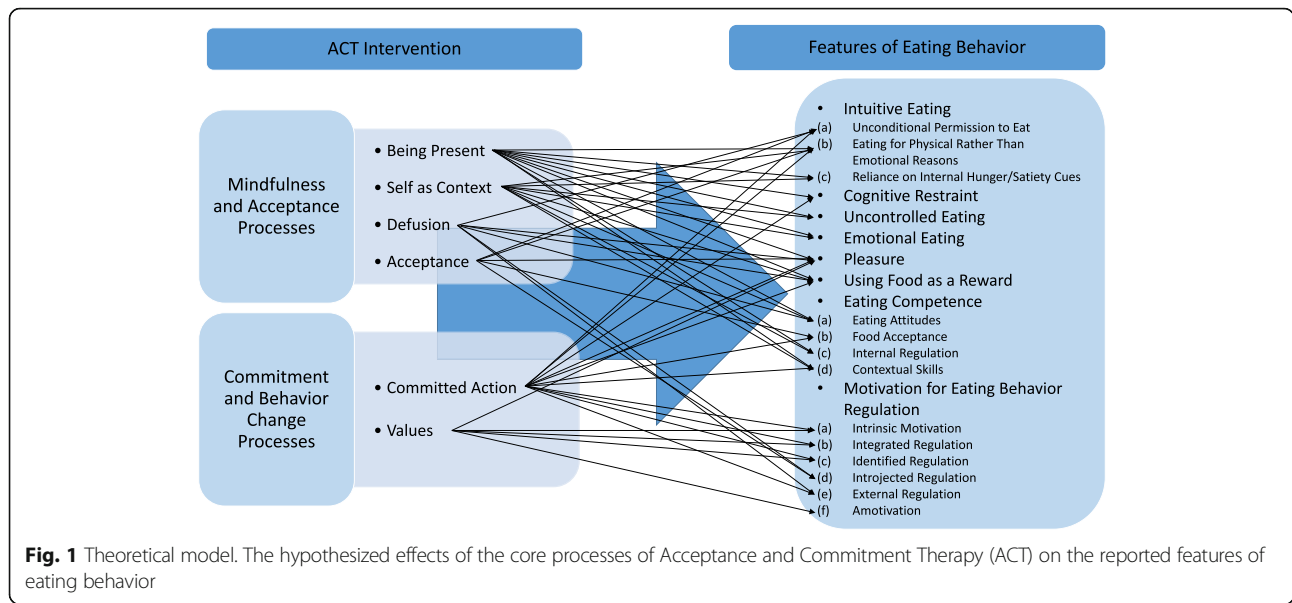 ACT Intervention
Features of Eating Behavior
Mindfulness
and Acceptance
Processes
• Being Present
• Self as Context
• Defusion
• Acceptance
Commitment
and Behavior
Change
Processes
• Committed Action
• Values
• Intuitive Eating
(a) Unconditional Permission to Eat
(b) Eating for Physical Rather Than
Emotional Reasons
(c) Reliance on Internal Hunger/Satiety Cues
• Cognitive Restraint
• Uncontrolled Eating
• Emotional Eating
• Pleasure
• Using Food as a Reward
• Eating Competence
(a) Eating Attitudes
(b) Food Acceptance
(c) Internal Regulation
(d) Contextual Skills
• Motivation for Eating Behavior
Regulation
(a) Intrinsic Motivation
(b) Integrated Regulation
(c) Identified Regulation
(d) Introjected Regulation
(e) External Regulation
(f) Amotivation
Fig. 1 Theoretical model. The hypothesized effects of the core processes of Acceptance and Commitment Therapy (ACT) on the reported features of
eating behavior